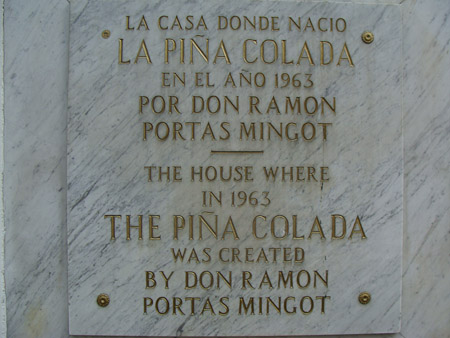 LA CASA DONDE NACIO
LA PIÑA COLADA
EN EL AÑO 1963
POR DON RAMON
PORTAS MINGOT
THE HOUSE WHERE
IN 1963
THE PIÑA COLADA
WAS CREATED
BY DON RAMON
PORTAS MINGOT